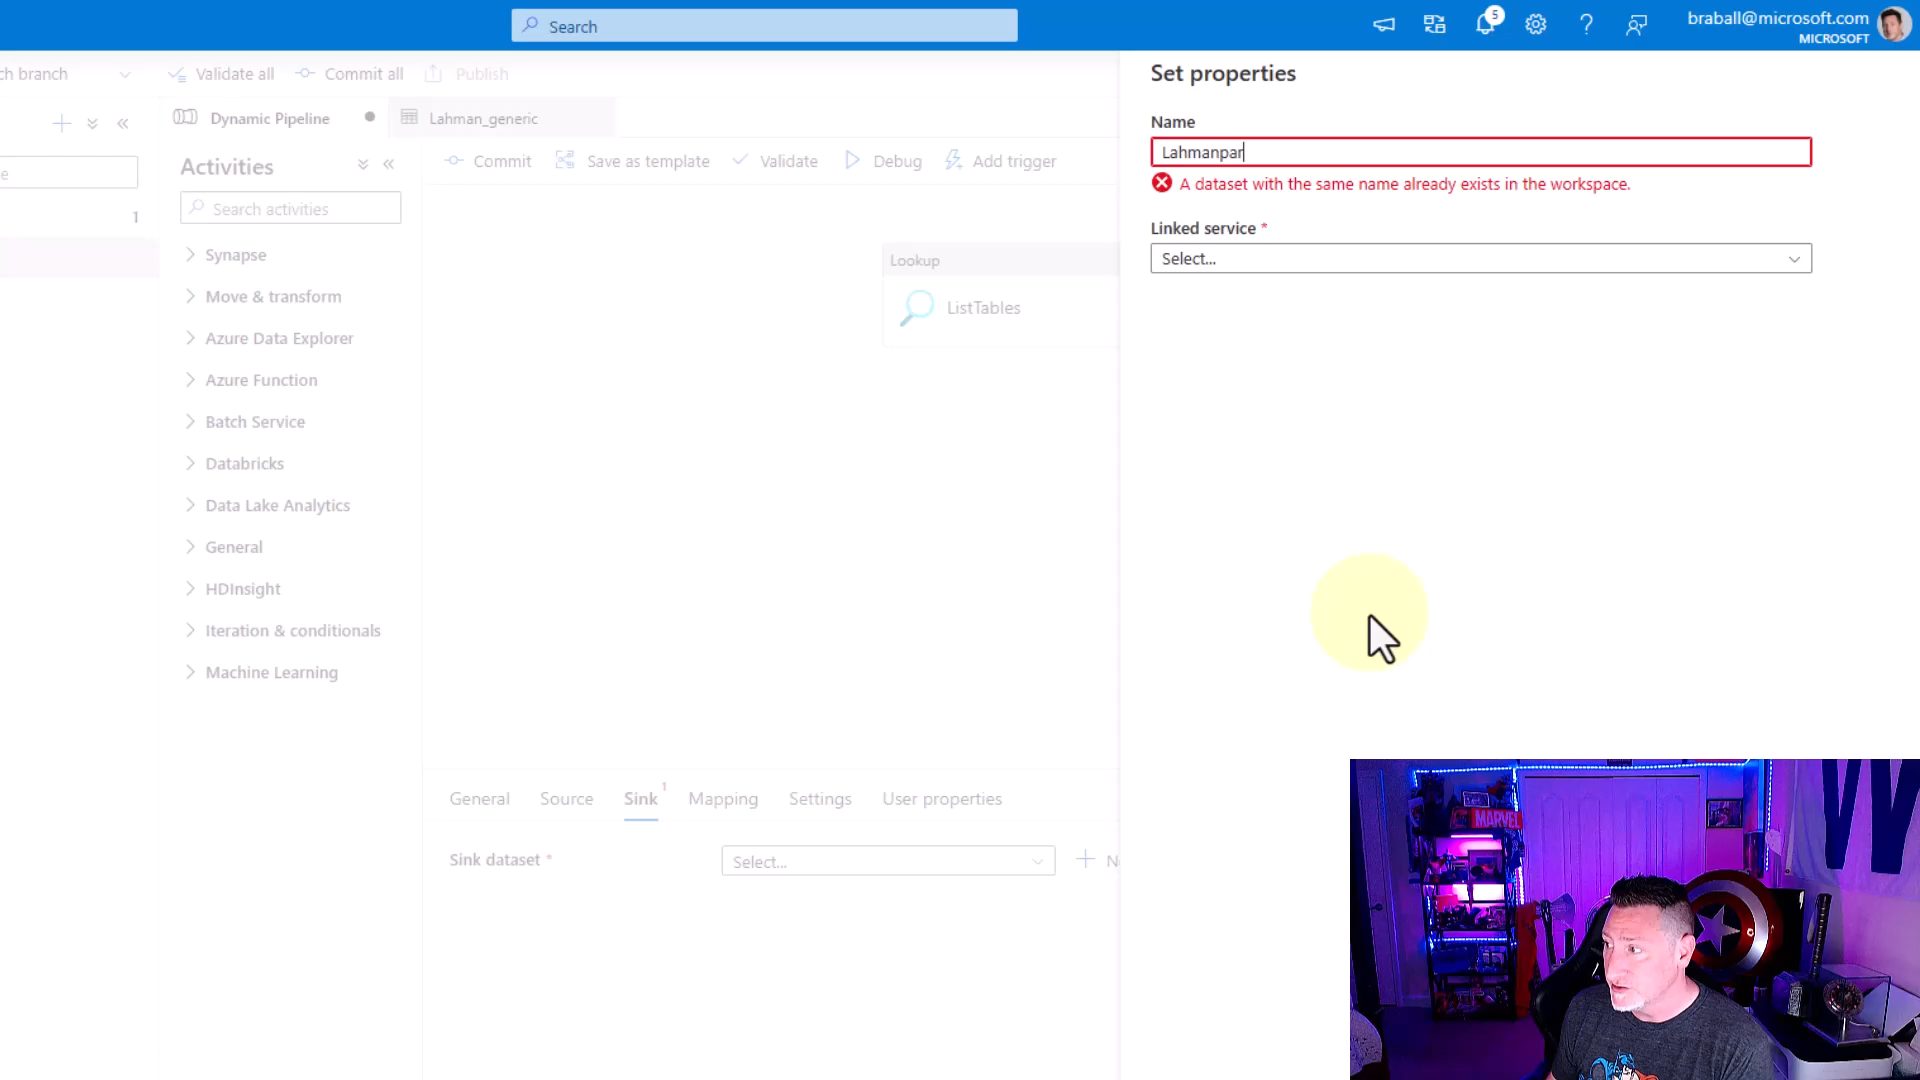 Search
5
braball@microsoft.com
MICROSOFT
ch branch
Validate all
Commit all
Publish
Set properties
Dynamic Pipeline
Lahman_generic
Name
Lahmanpar
A dataset with the same name already exists in the workspace.
Activities
Commit
Save as template
Validate
Debug
Add trigger
e
Search activities
1
Linked service *
Select...
Synapse
Move & transform
Azure Data Explorer
Azure Function
Batch Service
Databricks
Data Lake Analytics
General
HDInsight
Iteration & conditionals
Machine Learning
Lookup
ListTables
General
Source
Sink 1
Mapping
Settings
User properties
Sink dataset *
Select...
N
MARVEL
W